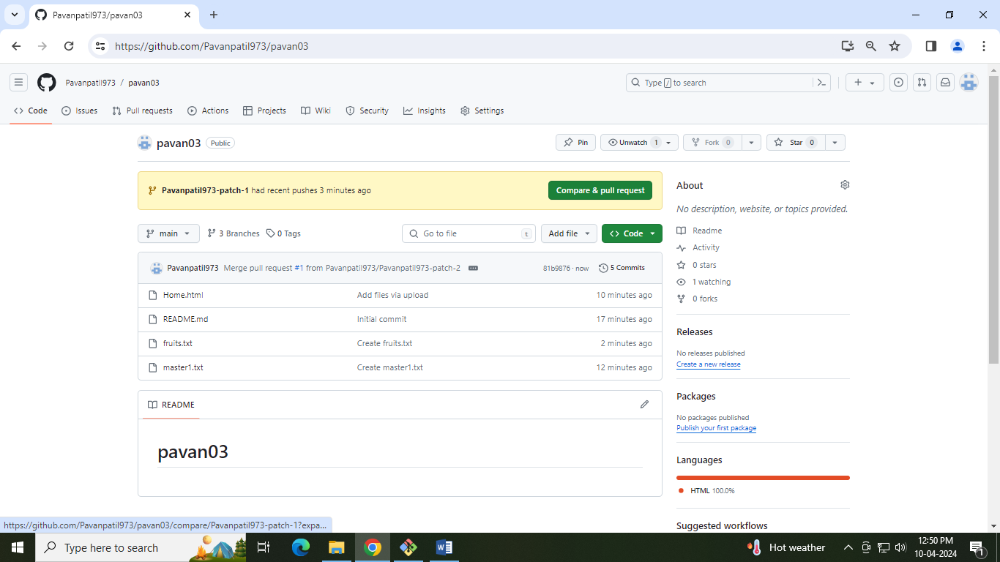 Pavanpatil973/pavan03
https://github.com/Pavanpatil973/pavan03
Pavanpatil973 / pavan03
Type / to search
Code Issues Pull requests Actions Projects Wiki Security Insights Settings
pavan03 Public
Pin Unwatch 1 Fork 0 Star 0
Pavanpatil973-patch-1 had recent pushes 3 minutes ago
Compare & pull request
main 3 Branches 0 Tags
Go to file t
Add file
Code
Pavanpatil973 Merge pull request #1 from Pavanpatil973/Pavanpatil973-patch-2 81b9876 · now 5 Commits
Home.html Add files via upload 10 minutes ago
README.md Initial commit 17 minutes ago
fruits.txt Create fruits.txt 2 minutes ago
master1.txt Create master1.txt 12 minutes ago
README
pavan03
About
No description, website, or topics provided.
Readme
Activity
0 stars
1 watching
0 forks
Releases
No releases published
Create a new release
Packages
No packages published
Publish your first package
Languages
HTML 100.0%
Suggested workflows
https://github.com/Pavanpatil973/pavan03/compare/Pavanpatil973-patch-1?expa...
Type here to search
Hot weather
12:50 PM
10-04-2024
1